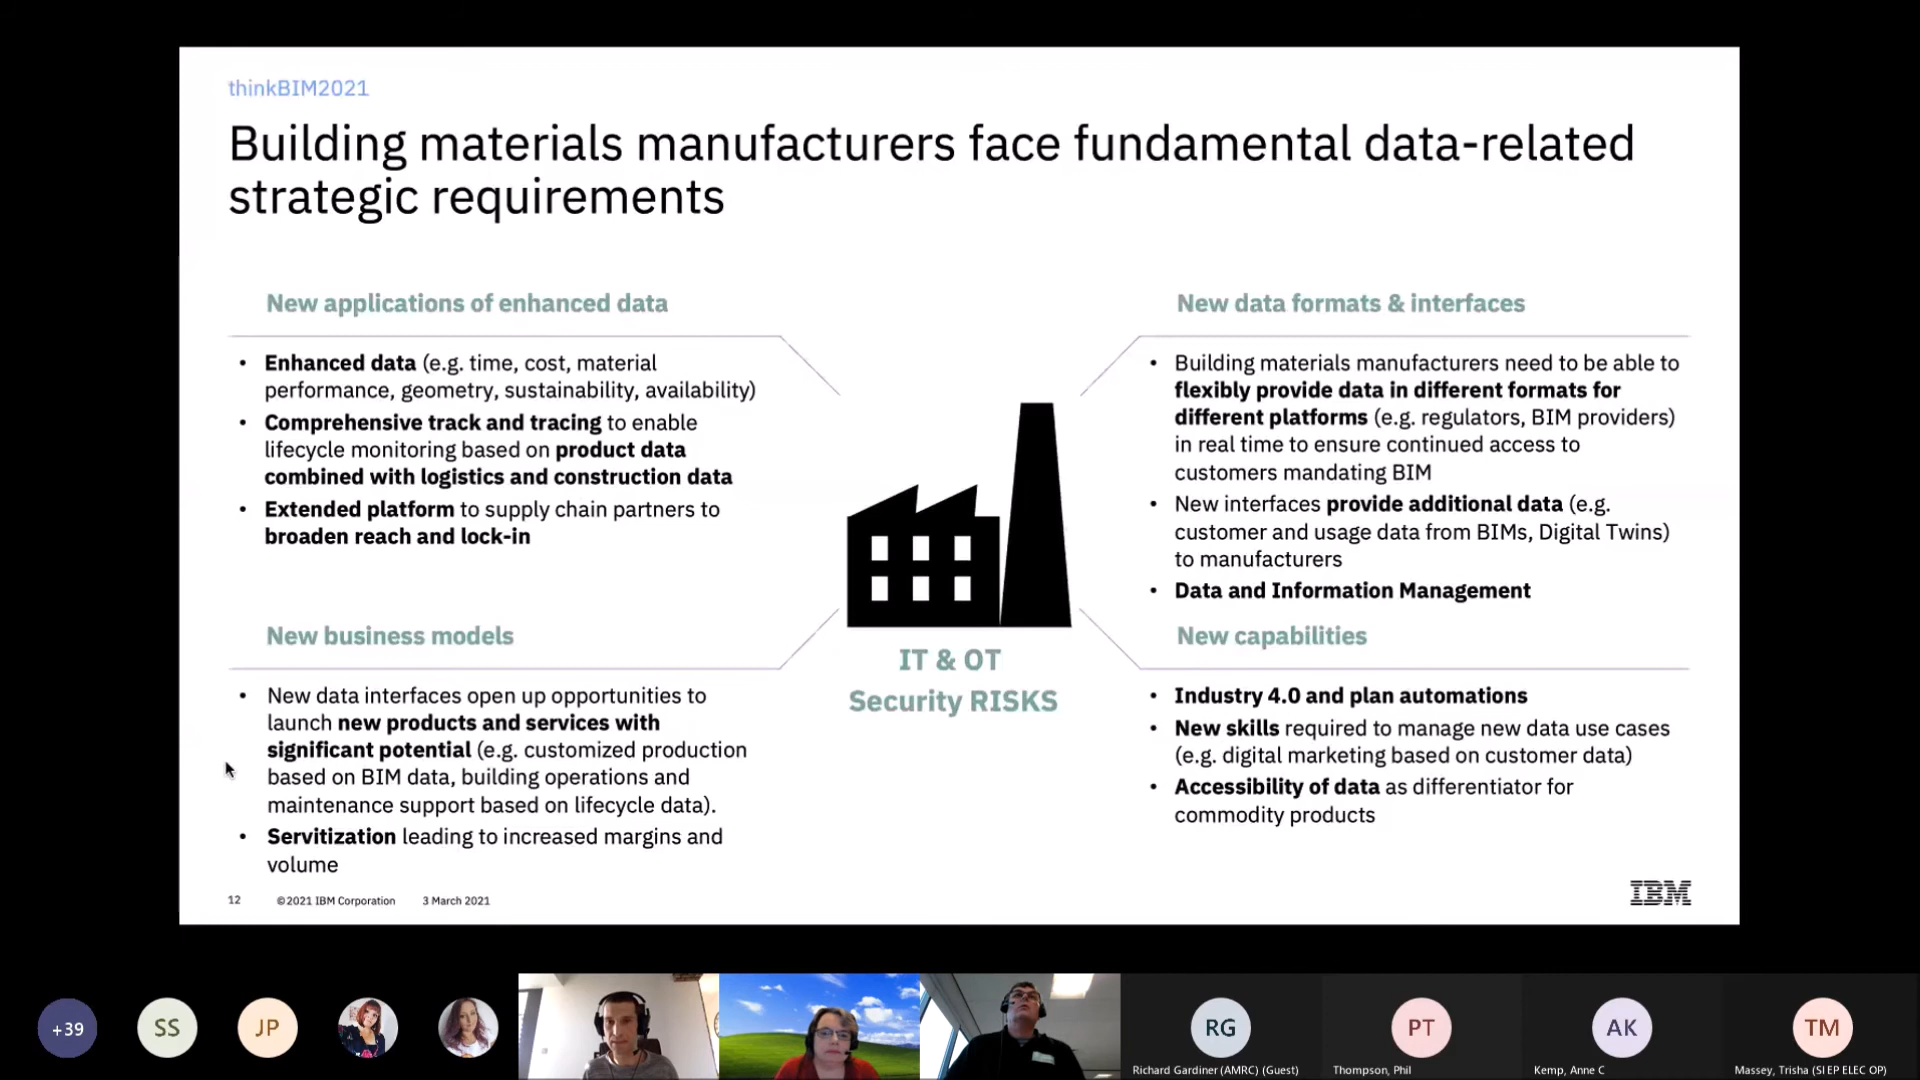 thinkBIM2021
Building materials manufacturers face fundamental data-related
strategic requirements
New applications of enhanced data
• Enhanced data (e.g. time, cost, material
performance, geometry, sustainability, availability)
• Comprehensive track and tracing to enable
lifecycle monitoring based on product data
combined with logistics and construction data
• Extended platform to supply chain partners to
broaden reach and lock-in
New data formats & interfaces
• Building materials manufacturers need to be able to
flexibly provide data in different formats for
different platforms (e.g. regulators, BIM providers)
in real time to ensure continued access to
customers mandating BIM
• New interfaces provide additional data (e.g.
customer and usage data from BIMs, Digital Twins)
to manufacturers
• Data and Information Management
New business models
• New data interfaces open up opportunities to
launch new products and services with
significant potential (e.g. customized production
based on BIM data, building operations and
maintenance support based on lifecycle data).
• Servitization leading to increased margins and
volume
IT & OT
Security RISKS
New capabilities
• Industry 4.0 and plan automations
• New skills required to manage new data use cases
(e.g. digital marketing based on customer data)
• Accessibility of data as differentiator for
commodity products
12 ©2021 IBM Corporation 3 March 2021
IBM
+39
SS
JP
RG
Richard Gardiner (AMRC) (Guest)
PT
Thompson, Phil
AK
Kemp, Anne C
TM
Massey, Trisha (SI EP ELEC OP)